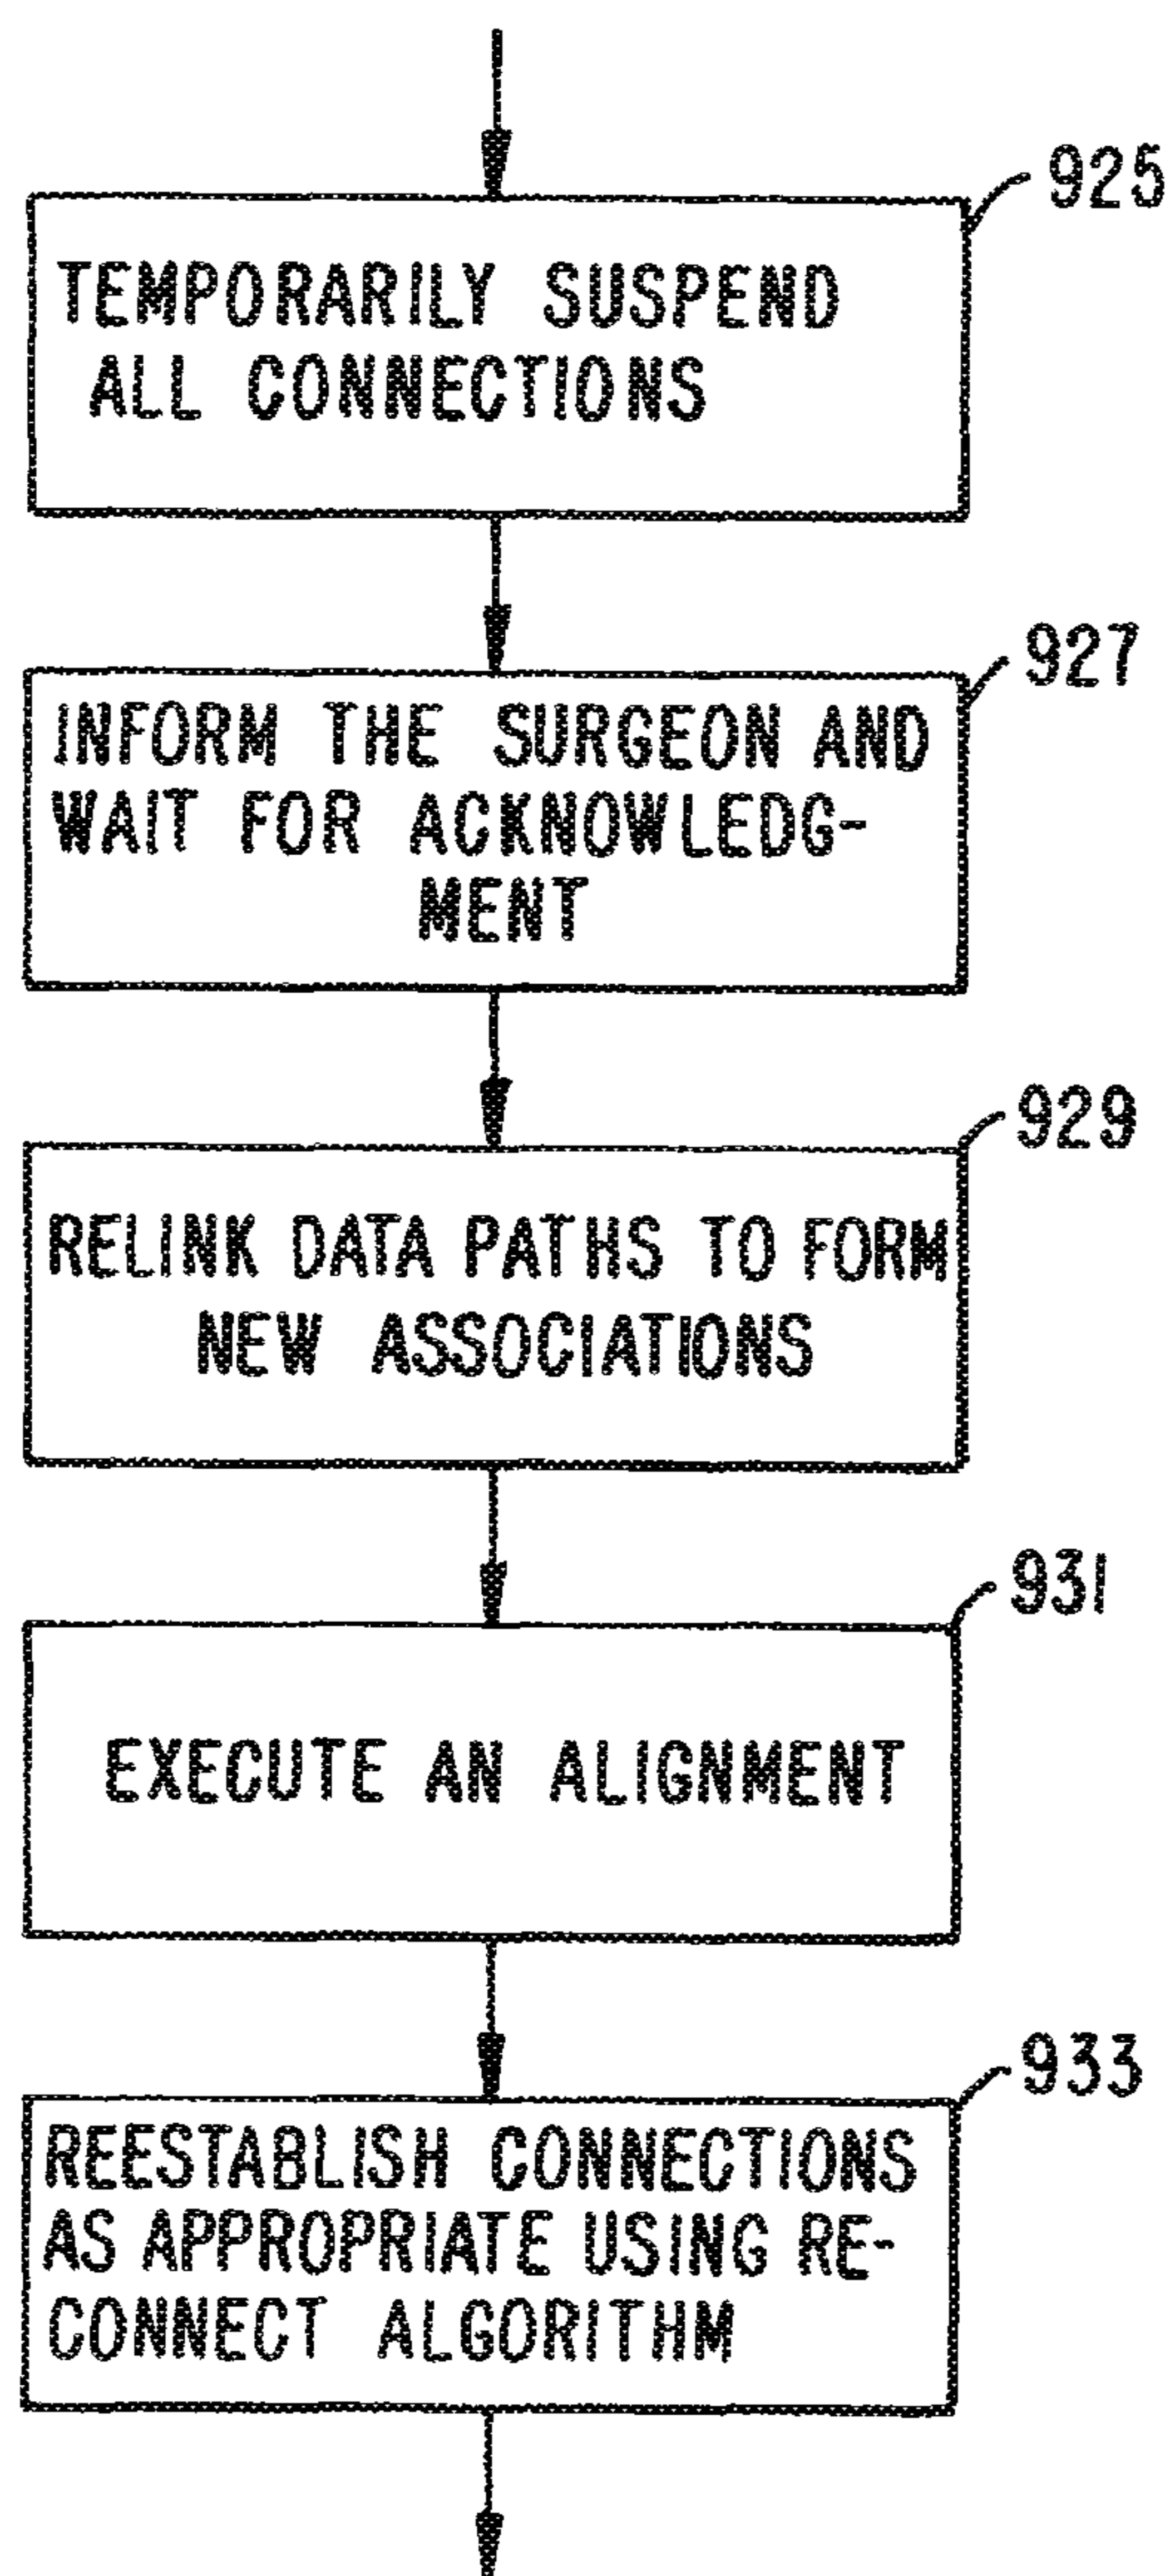 925
TEMPORARILY SUSPEND
ALL CONNECTIONS
927
INFORM THE SURGEON AND
WAIT FOR ACKNOWLEDG-
MENT
929
RELINK DATA PATHS TO FORM
NEW ASSOCIATIONS
931
EXECUTE AN ALIGNMENT
933
REESTABLISH CONNECTIONS
AS APPROPRIATE USING RE-
CONNECT ALGORITHM